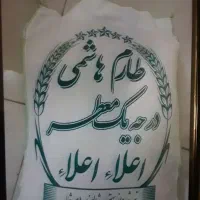 طارم هاشمی
درجه یک معطر
اعلاء اعلاء